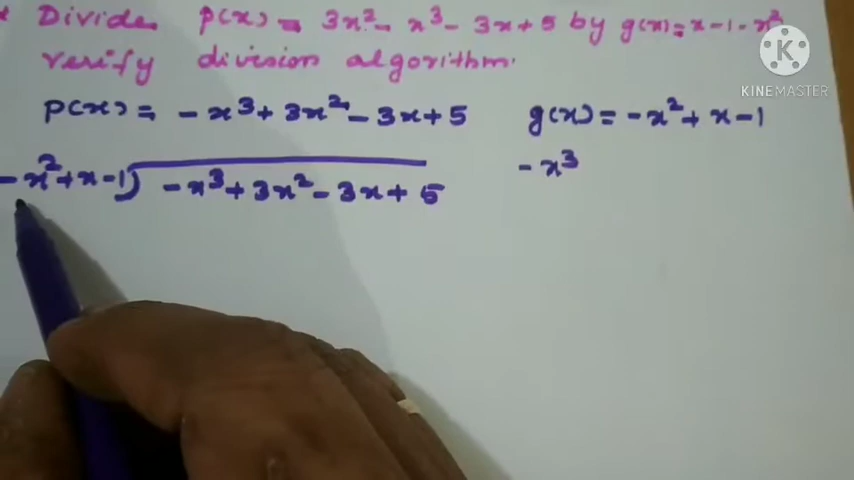 Divide p(x) = 3x² - x³ - 3x + 5 by g(x) = x - 1 - x²
verify division algorithm.
K
KINEMASTER
p(x) = - x³ + 3x² - 3x + 5 g(x) = - x² + x - 1
- x² + x - 1) - x³ + 3x² - 3x + 5 - x³